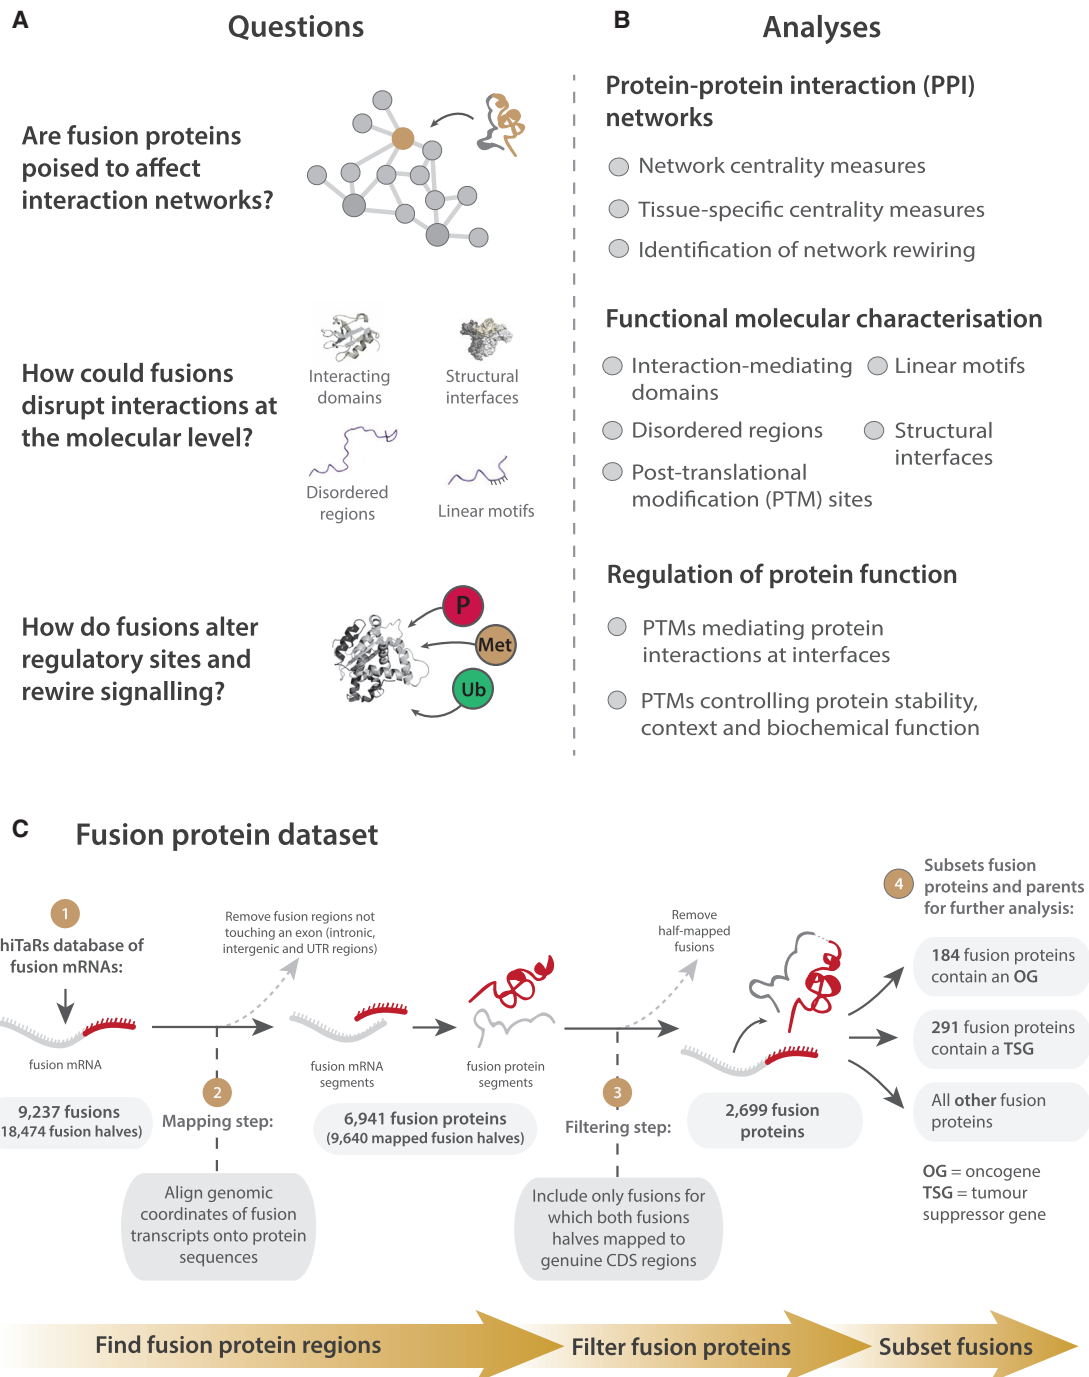 A
Questions
Are fusion proteins
poised to affect
interaction networks?
How could fusions
disrupt interactions at
the molecular level?
Interacting
domains
Structural
interfaces
Disordered
regions
Linear motifs
How do fusions alter
regulatory sites and
rewire signalling?
P
Met
Ub
B
Analyses
Protein-protein interaction (PPI)
networks
Network centrality measures
Tissue-specific centrality measures
Identification of network rewiring
Functional molecular characterisation
Interaction-mediating
domains
Linear motifs
Disordered regions
Structural
interfaces
Post-translational
modification (PTM) sites
Regulation of protein function
PTMs mediating protein
interactions at interfaces
PTMs controlling protein stability,
context and biochemical function
C
Fusion protein dataset
1
hiTaRs database of
fusion mRNAs:
fusion mRNA
9,237 fusions
18,474 fusion halves)
Remove fusion regions not
touching an exon (intronic,
intergenic and UTR regions)
2
Mapping step:
Align genomic
coordinates of fusion
transcripts onto protein
sequences
fusion mRNA
segments
fusion protein
segments
6,941 fusion proteins
(9,640 mapped fusion halves)
Remove
half-mapped
fusions
3
Filtering step:
Include only fusions for
which both fusions
halves mapped to
genuine CDS regions
2,699 fusion
proteins
4
Subsets fusion
proteins and parents
for further analysis:
184 fusion proteins
contain an OG
291 fusion proteins
contain a TSG
All other fusion
proteins
OG = oncogene
TSG = tumour
suppressor gene
Find fusion protein regions
Filter fusion proteins
Subset fusions